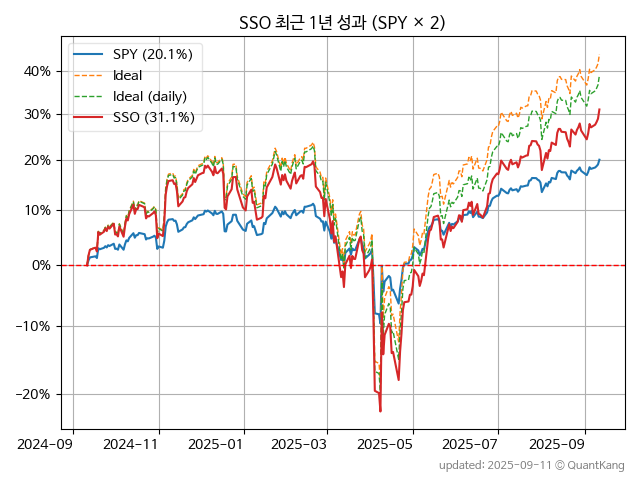 SSO 최근 1년 성과 (SPY × 2)
SPY (20.1%)
Ideal
Ideal (daily)
SSO (31.1%)
40%
30%
20%
10%
0%
−10%
−20%
2024-09
2024-11
2025-01
2025-03
2025-05
2025-07
2025-09
updated: 2025-09-11 © QuantKang